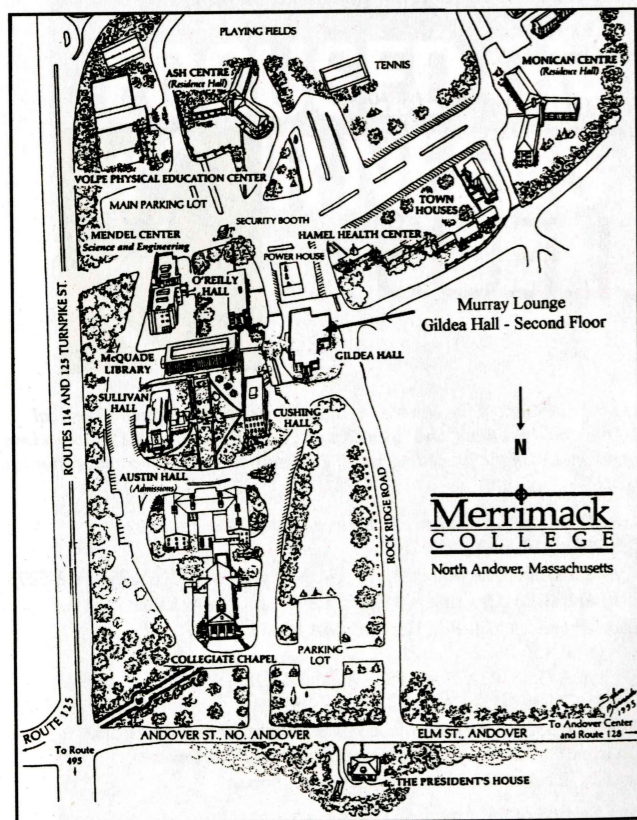 PLAYING FIELDS
ASH CENTRE
(Residence Hall)
TENNIS
MONICAN CENTRE
(Residence Hall)
VOLPE PHYSICAL EDUCATION CENTER
MAIN PARKING LOT
TOWN
HOUSES
SECURITY BOOTH
MENDEL CENTER
Science and Engineering
HAMEL HEALTH CENTER
POWER HOUSE
O'REILLY
HALL
Murray Lounge
Gildea Hall - Second Floor
GILDEA HALL
McQUADE
LIBRARY
SULLIVAN
HALL
CUSHING
HALL
ROUTES 114 AND 125 TURNPIKE ST.
N
AUSTIN HALL
(Admissions)
ROCK RIDGE ROAD
Merrimack
COLLEGE
North Andover, Massachusetts
PARKING
LOT
COLLEGIATE CHAPEL
ROUTE 125
ANDOVER ST., NO. ANDOVER
ELM ST., ANDOVER
1995
To Andover Center
and Route 128
To Route
495
THE PRESIDENT'S HOUSE